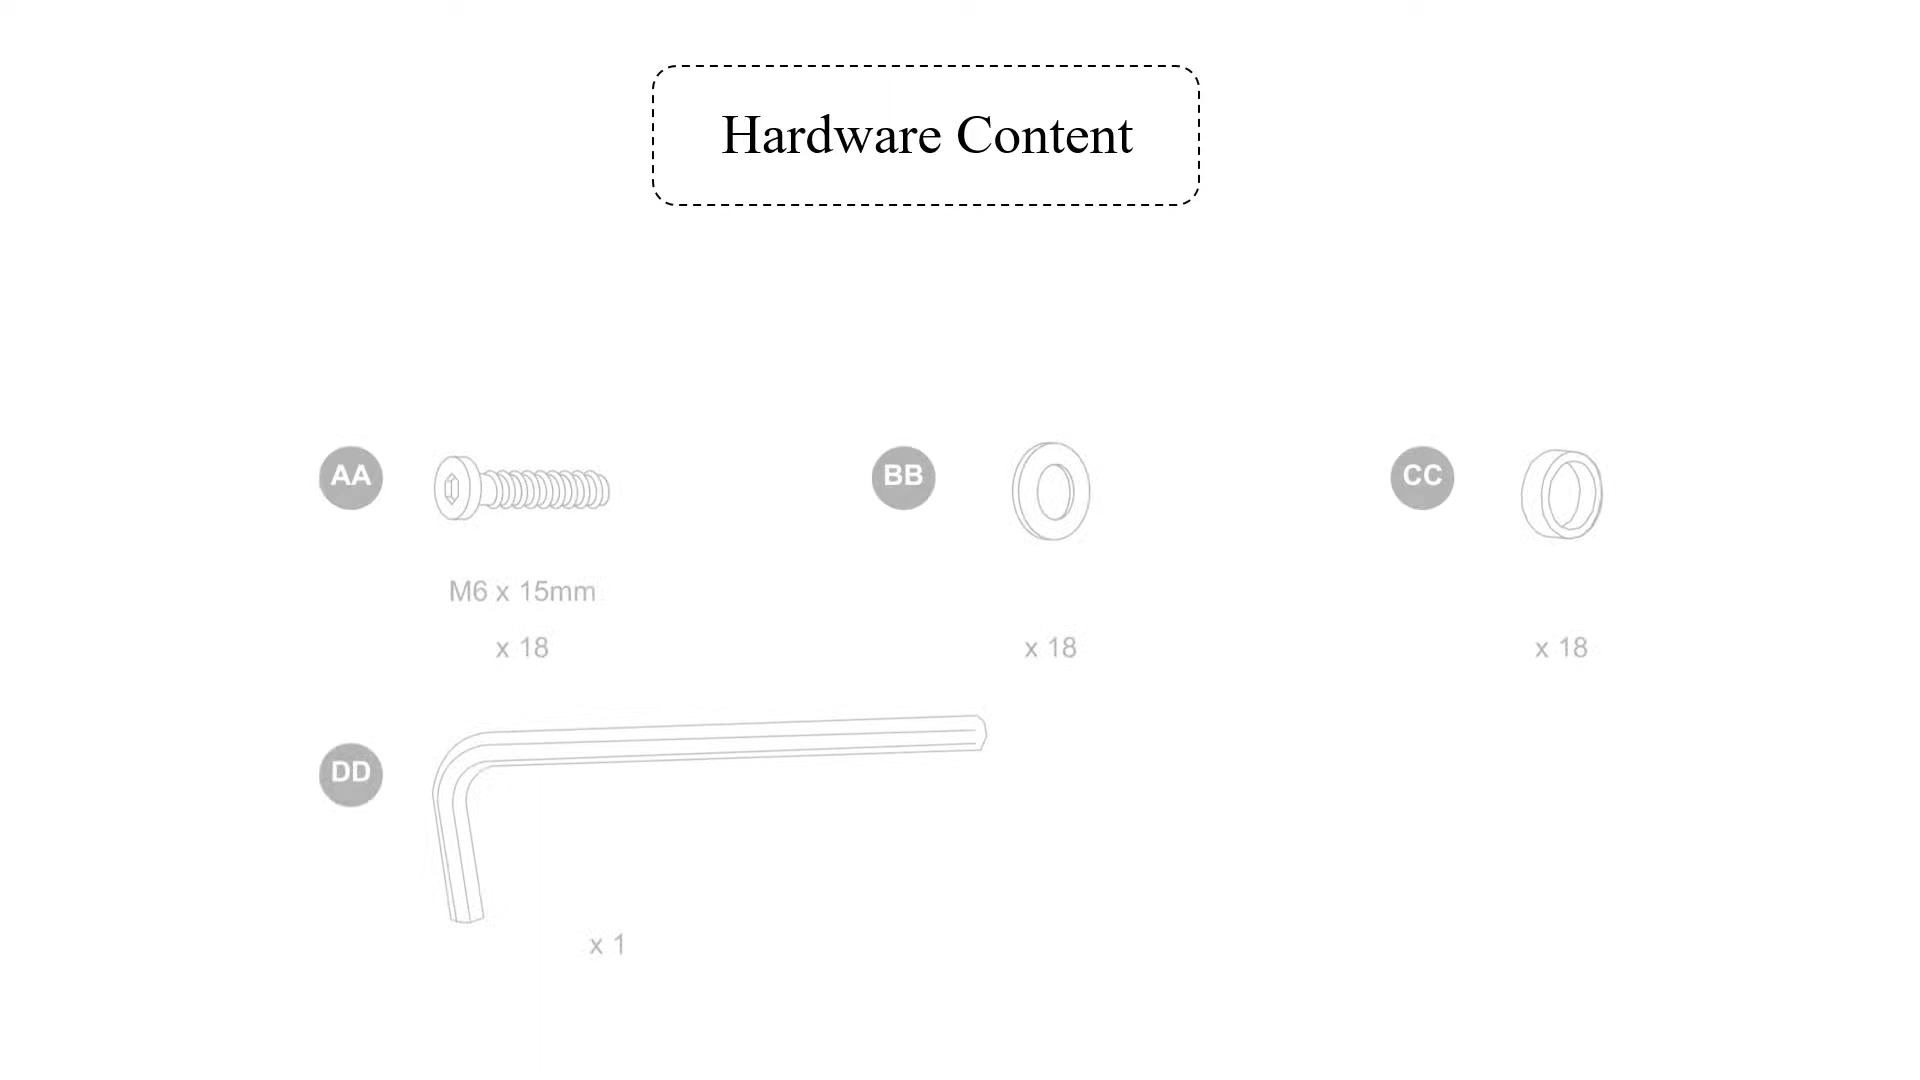 Hardware Content
AA
BB
CC
M6 x 15mm
x 18
x 18
x 18
DD
x 1